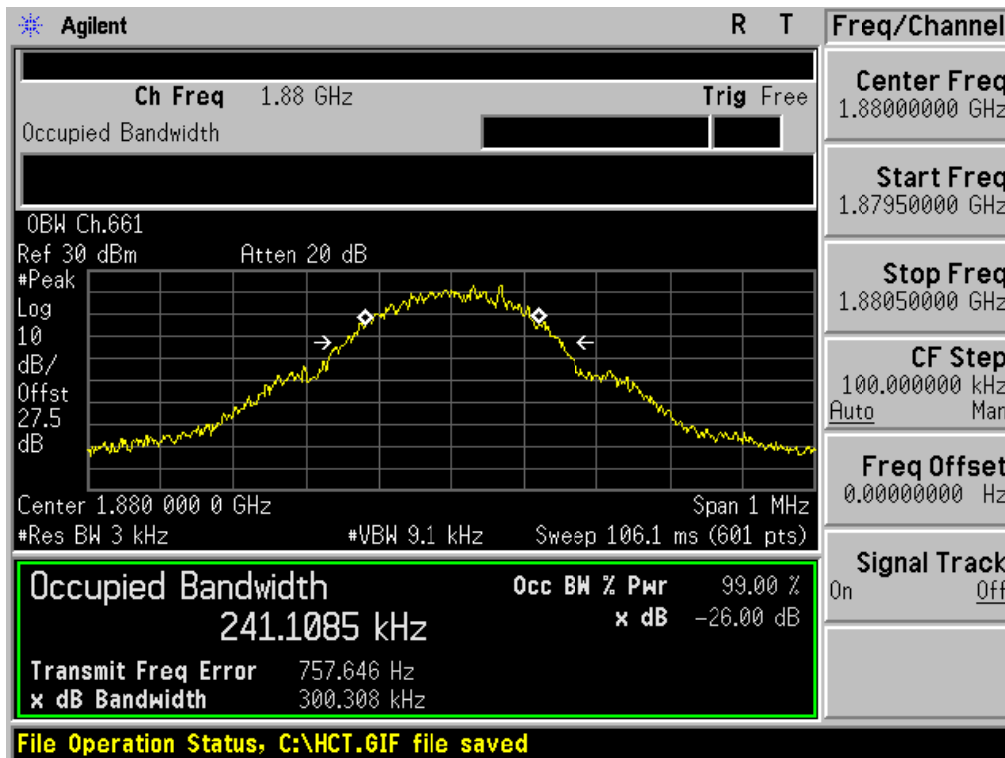 Agilent R T
Ch Freq 1.88 GHz Trig Free
Occupied Bandwidth
OBW Ch.661
Ref 30 dBm Atten 20 dB
#Peak
Log
10
dB/
Offst
27.5
dB
Center 1.880 000 0 GHz Span 1 MHz
#Res BW 3 kHz #VBW 9.1 kHz Sweep 106.1 ms (601 pts)
Occupied Bandwidth Occ BW % Pwr 99.00 %
241.1085 kHz x dB -26.00 dB
Transmit Freq Error 757.646 Hz
x dB Bandwidth 300.308 kHz
File Operation Status, C:\HCT.GIF file saved
Freq/Channel
Center Freq
1.88000000 GHz
Start Freq
1.87950000 GHz
Stop Freq
1.88050000 GHz
CF Step
100.000000 kHz
Auto Man
Freq Offset
0.00000000 Hz
Signal Track
On Off